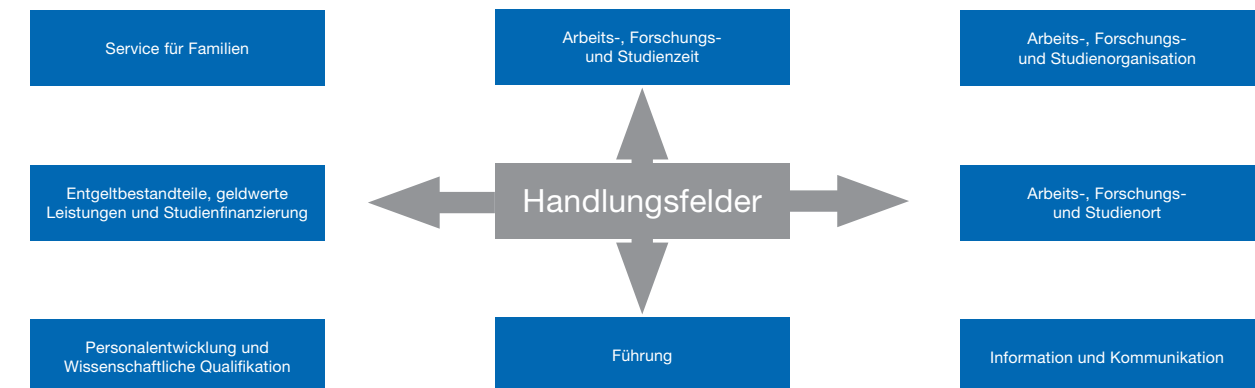 Service für Familien
Arbeits-, Forschungs-
und Studienzeit
Arbeits-, Forschungs-
und Studienorganisation
Entgeltbestandteile, geldwerte
Leistungen und Studienfinanzierung
Handlungsfelder
Arbeits-, Forschungs-
und Studienort
Personalentwicklung und
Wissenschaftliche Qualifikation
Führung
Information und Kommunikation